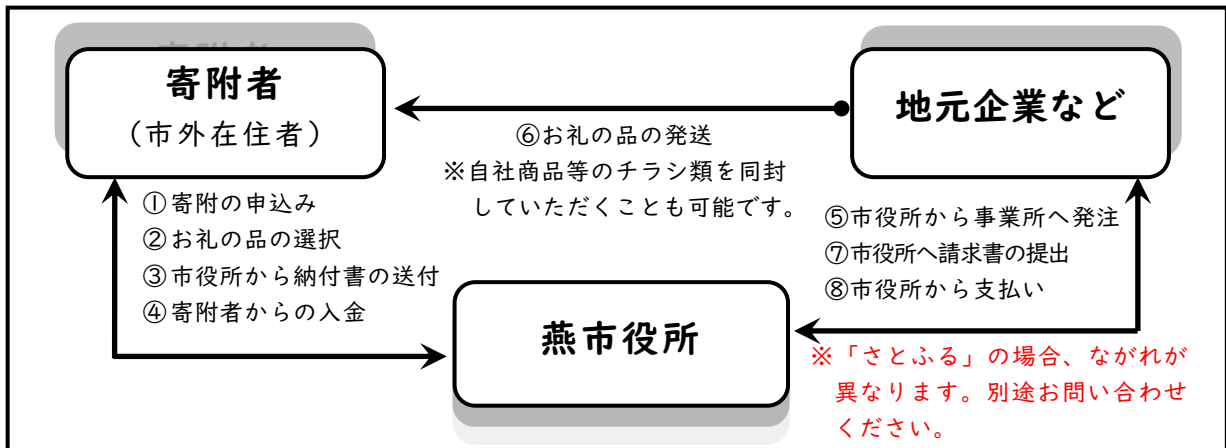 寄附者
（市外在住者）
地元企業など
⑥お礼の品の発送
※自社商品等のチラシ類を同封
していただくことも可能です。
①寄附の申込み
②お礼の品の選択
③市役所から納付書の送付
④寄附者からの入金
⑤市役所から事業所へ発注
⑦市役所へ請求書の提出
⑧市役所から支払い
燕市役所
※「さとふる」の場合、ながれが
異なります。別途お問い合わせ
ください。